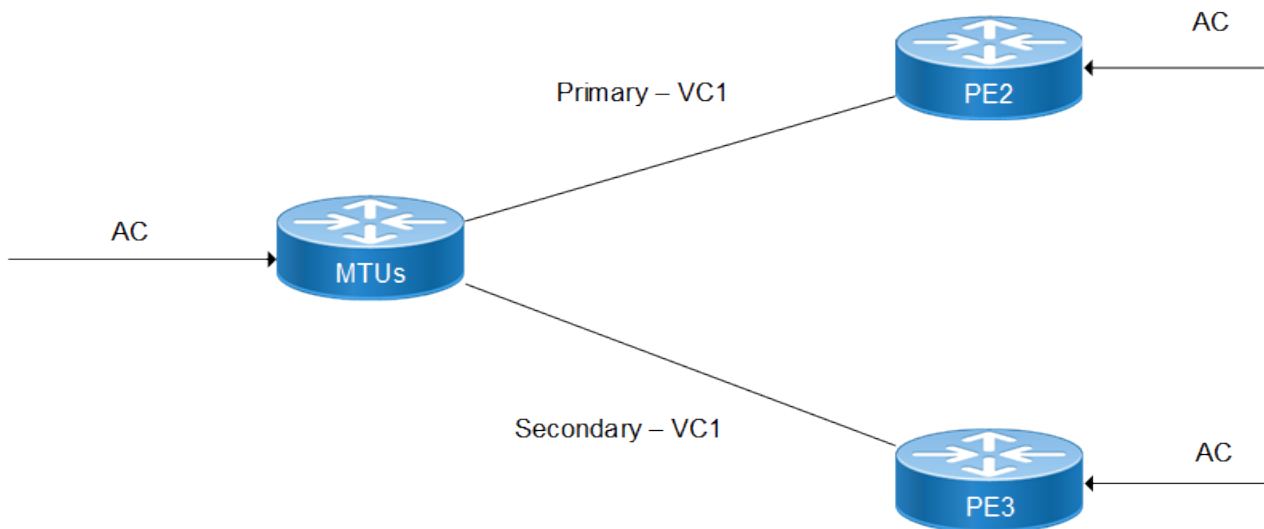 AC
PE2
Primary – VC1
AC
MTUs
Secondary – VC1
AC
PE3